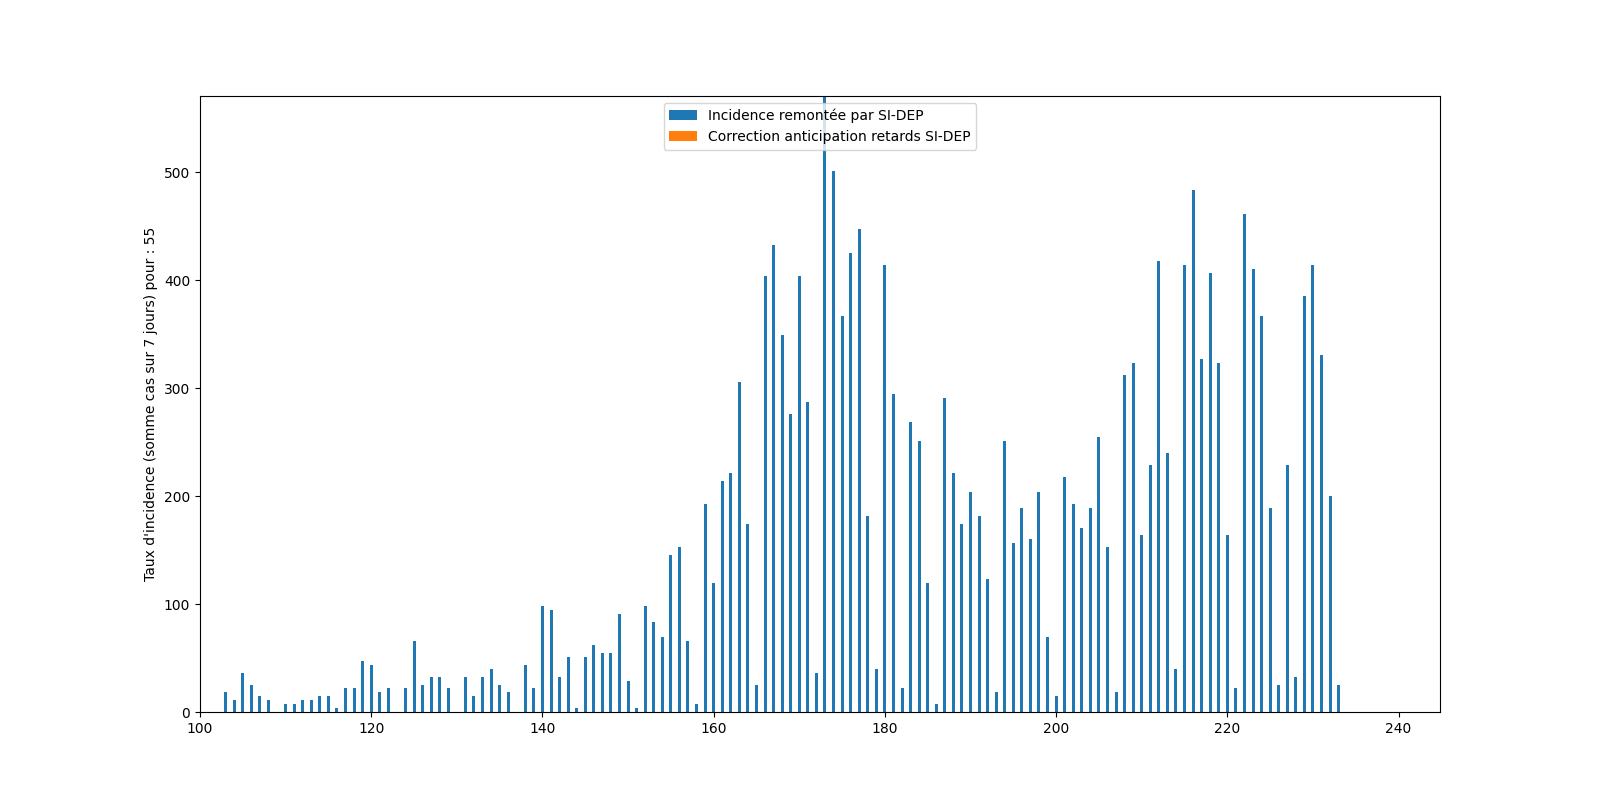 Incidence remontée par SI-DEP
Correction anticipation retards SI-DEP
Taux d'incidence (somme cas sur 7 jours) pour : 55
500
400
300
200
100
0
100 120 140 160 180 200 220 240